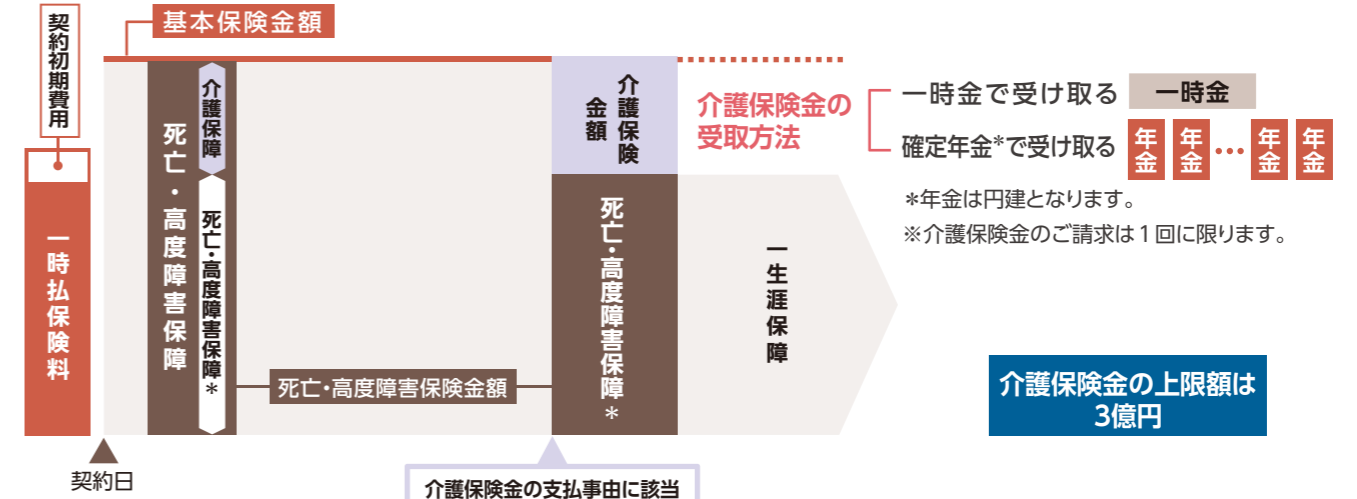 契約初期費用
一時払保険料
契約日
基本保険金額
死亡・高度障害保障
介護保障
死亡・高度障害保障*
死亡・高度障害保険金額
介護保険
金額
死亡・高度障害保障*
介護保険金の支払事由に該当
一生涯保障
介護保険金の
受取方法
一時金で受け取る 一時金
確定年金*で受け取る 年金 年金 … 年金 年金
*年金は円建となります。
※介護保険金のご請求は1回に限ります。
介護保険金の上限額は
3億円